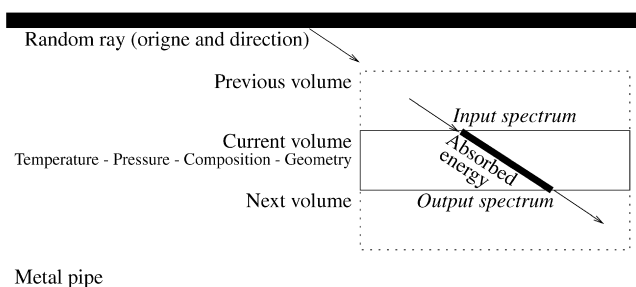 Random ray (origne and direction)
Previous volume
Input spectrum
Current volume
Temperature - Pressure - Composition - Geometry
Absorbed
energy
Next volume
Output spectrum
Metal pipe